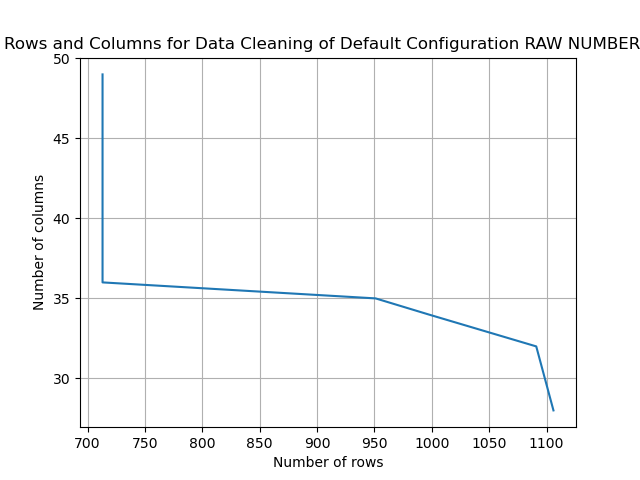 Rows and Columns for Data Cleaning of Default Configuration RAW NUMBER
50
45
40
35
30
Number of columns
700 750 800 850 900 950 1000 1050 1100
Number of rows